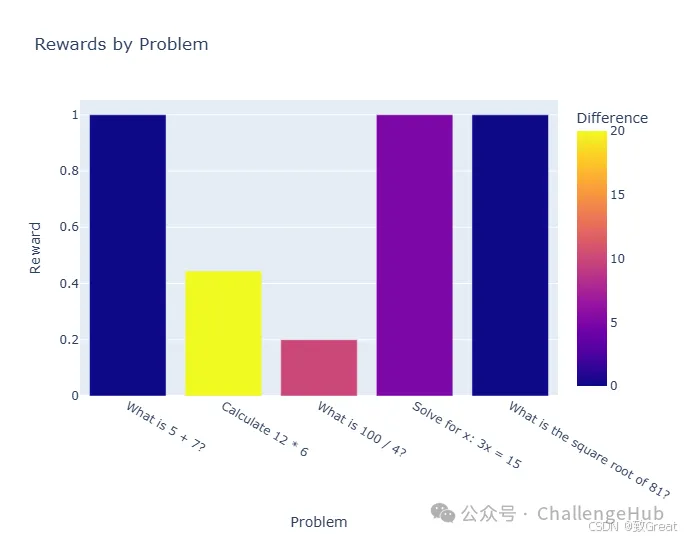 Rewards by Problem
Difference
20
15
10
5
0
Reward
1
0.8
0.6
0.4
0.2
0
What is 5 + 7?
Calculate 12 * 6
What is 100 / 4?
Solve for x: 3x = 15
What is the square root of 81?
Problem
公众号 · ChallengeHub
CSDN @致Great